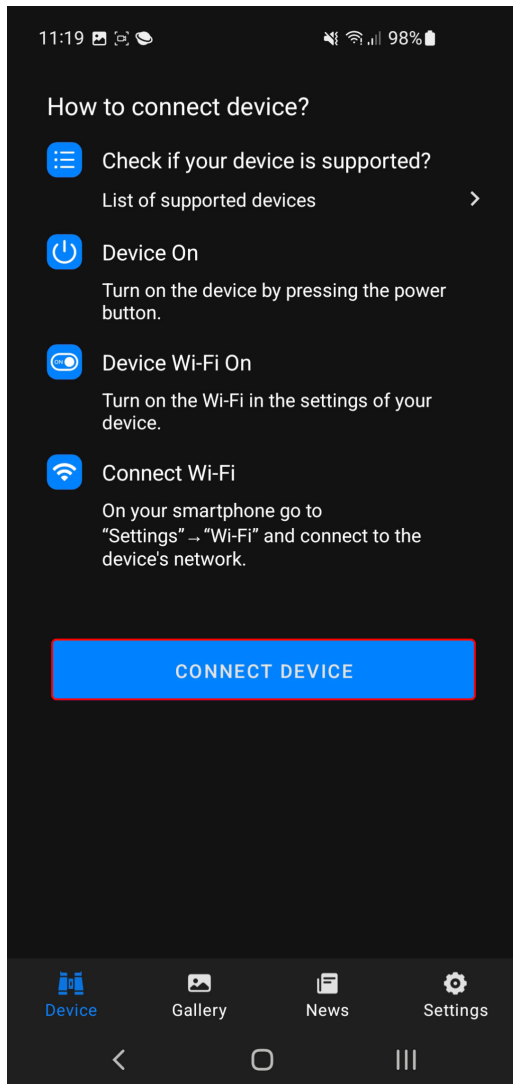 11:19 98%
How to connect device?
Check if your device is supported?
List of supported devices
Device On
Turn on the device by pressing the power
button.
ON
Device Wi-Fi On
Turn on the Wi-Fi in the settings of your
device.
Connect Wi-Fi
On your smartphone go to
“Settings”→“Wi-Fi” and connect to the
device's network.
CONNECT DEVICE
Device Gallery News Settings